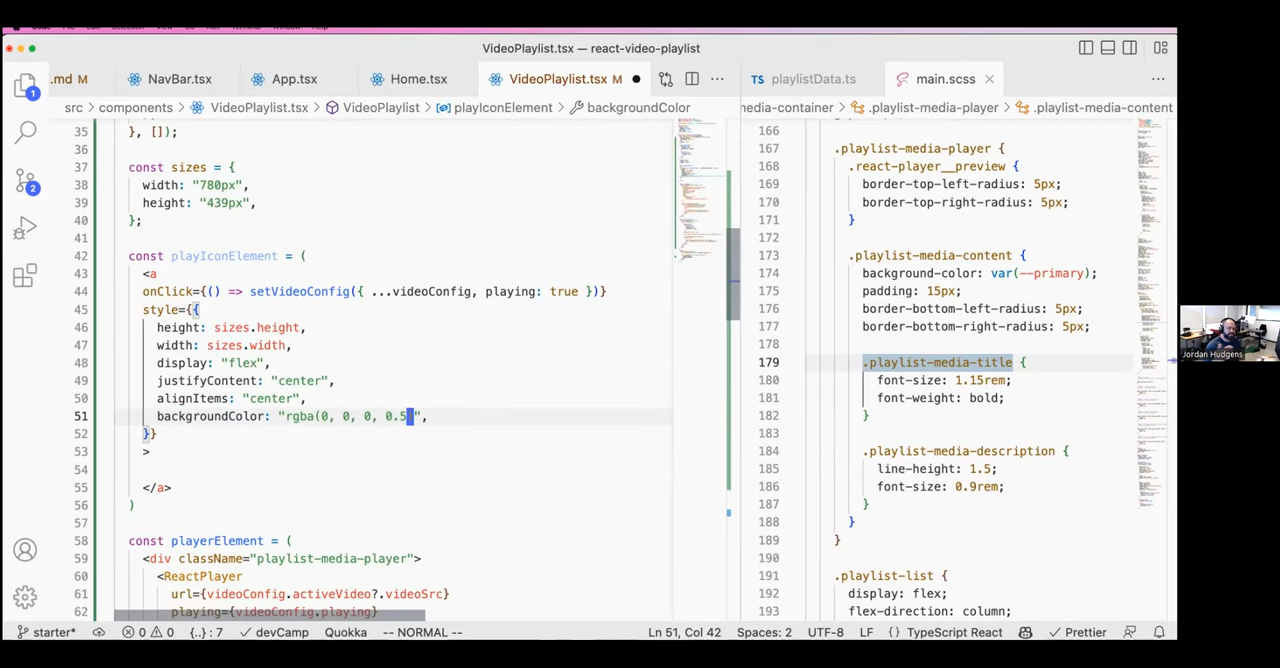 VideoPlaylist.tsx — react-video-playlist
.md M NavBar.tsx App.tsx Home.tsx VideoPlaylist.tsx M ● ··· TS playlistData.ts main.scss ×  ···
src > components > VideoPlaylist.tsx > VideoPlaylist > playIconElement > backgroundColor
nedia-container > .playlist-media-player > .playlist-media-content
1
2
35 }, []);
36
37 const sizes = {
38 width: "780px",
39 height: "439px",
40 };
41
42 const playIconElement = (
43 <a
44 onClick={() => setVideoConfig({ ...videoConfig, playing: true })}
45 style={{
46 height: sizes.height,
47 width: sizes.width,
48 display: "flex",
49 justifyContent: "center",
50 alignItems: "center",
51 backgroundColor: "rgba(0, 0, 0, 0.5 ",
52 }}
53 >
54
55 </a>
56 )
57
58 const playerElement = (
59 <div className="playlist-media-player">
60 <ReactPlayer
61 url={videoConfig.activeVideo?.videoSrc}
62 playing={videoConfig.playing}
166
167 .playlist-media-player {
168 .react-player__preview {
169 border-top-left-radius: 5px;
170 border-top-right-radius: 5px;
171 }
172
173 .playlist-media-content {
174 background-color: var(--primary);
175 padding: 15px;
176 border-bottom-left-radius: 5px;
177 border-bottom-right-radius: 5px;
178
179 .playlist-media-title {
180 font-size: 1.15rem;
181 font-weight: bold;
182 }
183
184 .playlist-media-description {
185 line-height: 1.5;
186 font-size: 0.9rem;
187 }
188 }
189 }
190
191 .playlist-list {
192 display: flex;
193 flex-direction: column;
Jordan Hudgens
starter* 0 0 {..} : 7 devCamp Quokka -- NORMAL -- Ln 51, Col 42 Spaces: 2 UTF-8 LF {} TypeScript React Prettier